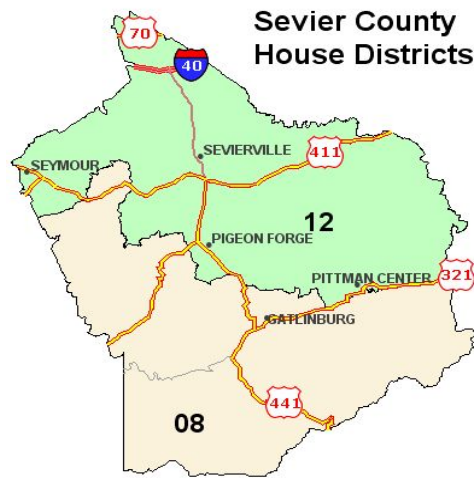 Sevier County
House Districts
70
40
SEVIERVILLE
411
SEYMOUR
12
PIGEON FORGE
321
PITTMAN CENTER
GATLINBURG
441
08